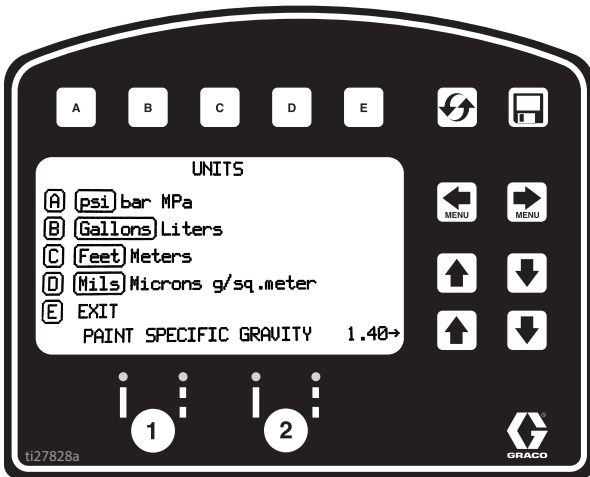 A B C D E
UNITS
A psi bar MPa
MENU MENU
B Gallons Liters
C Feet Meters
D Mils Microns g/sq.meter
E EXIT
PAINT SPECIFIC GRAVITY 1.40→
1 2
GRACO
ti27828a